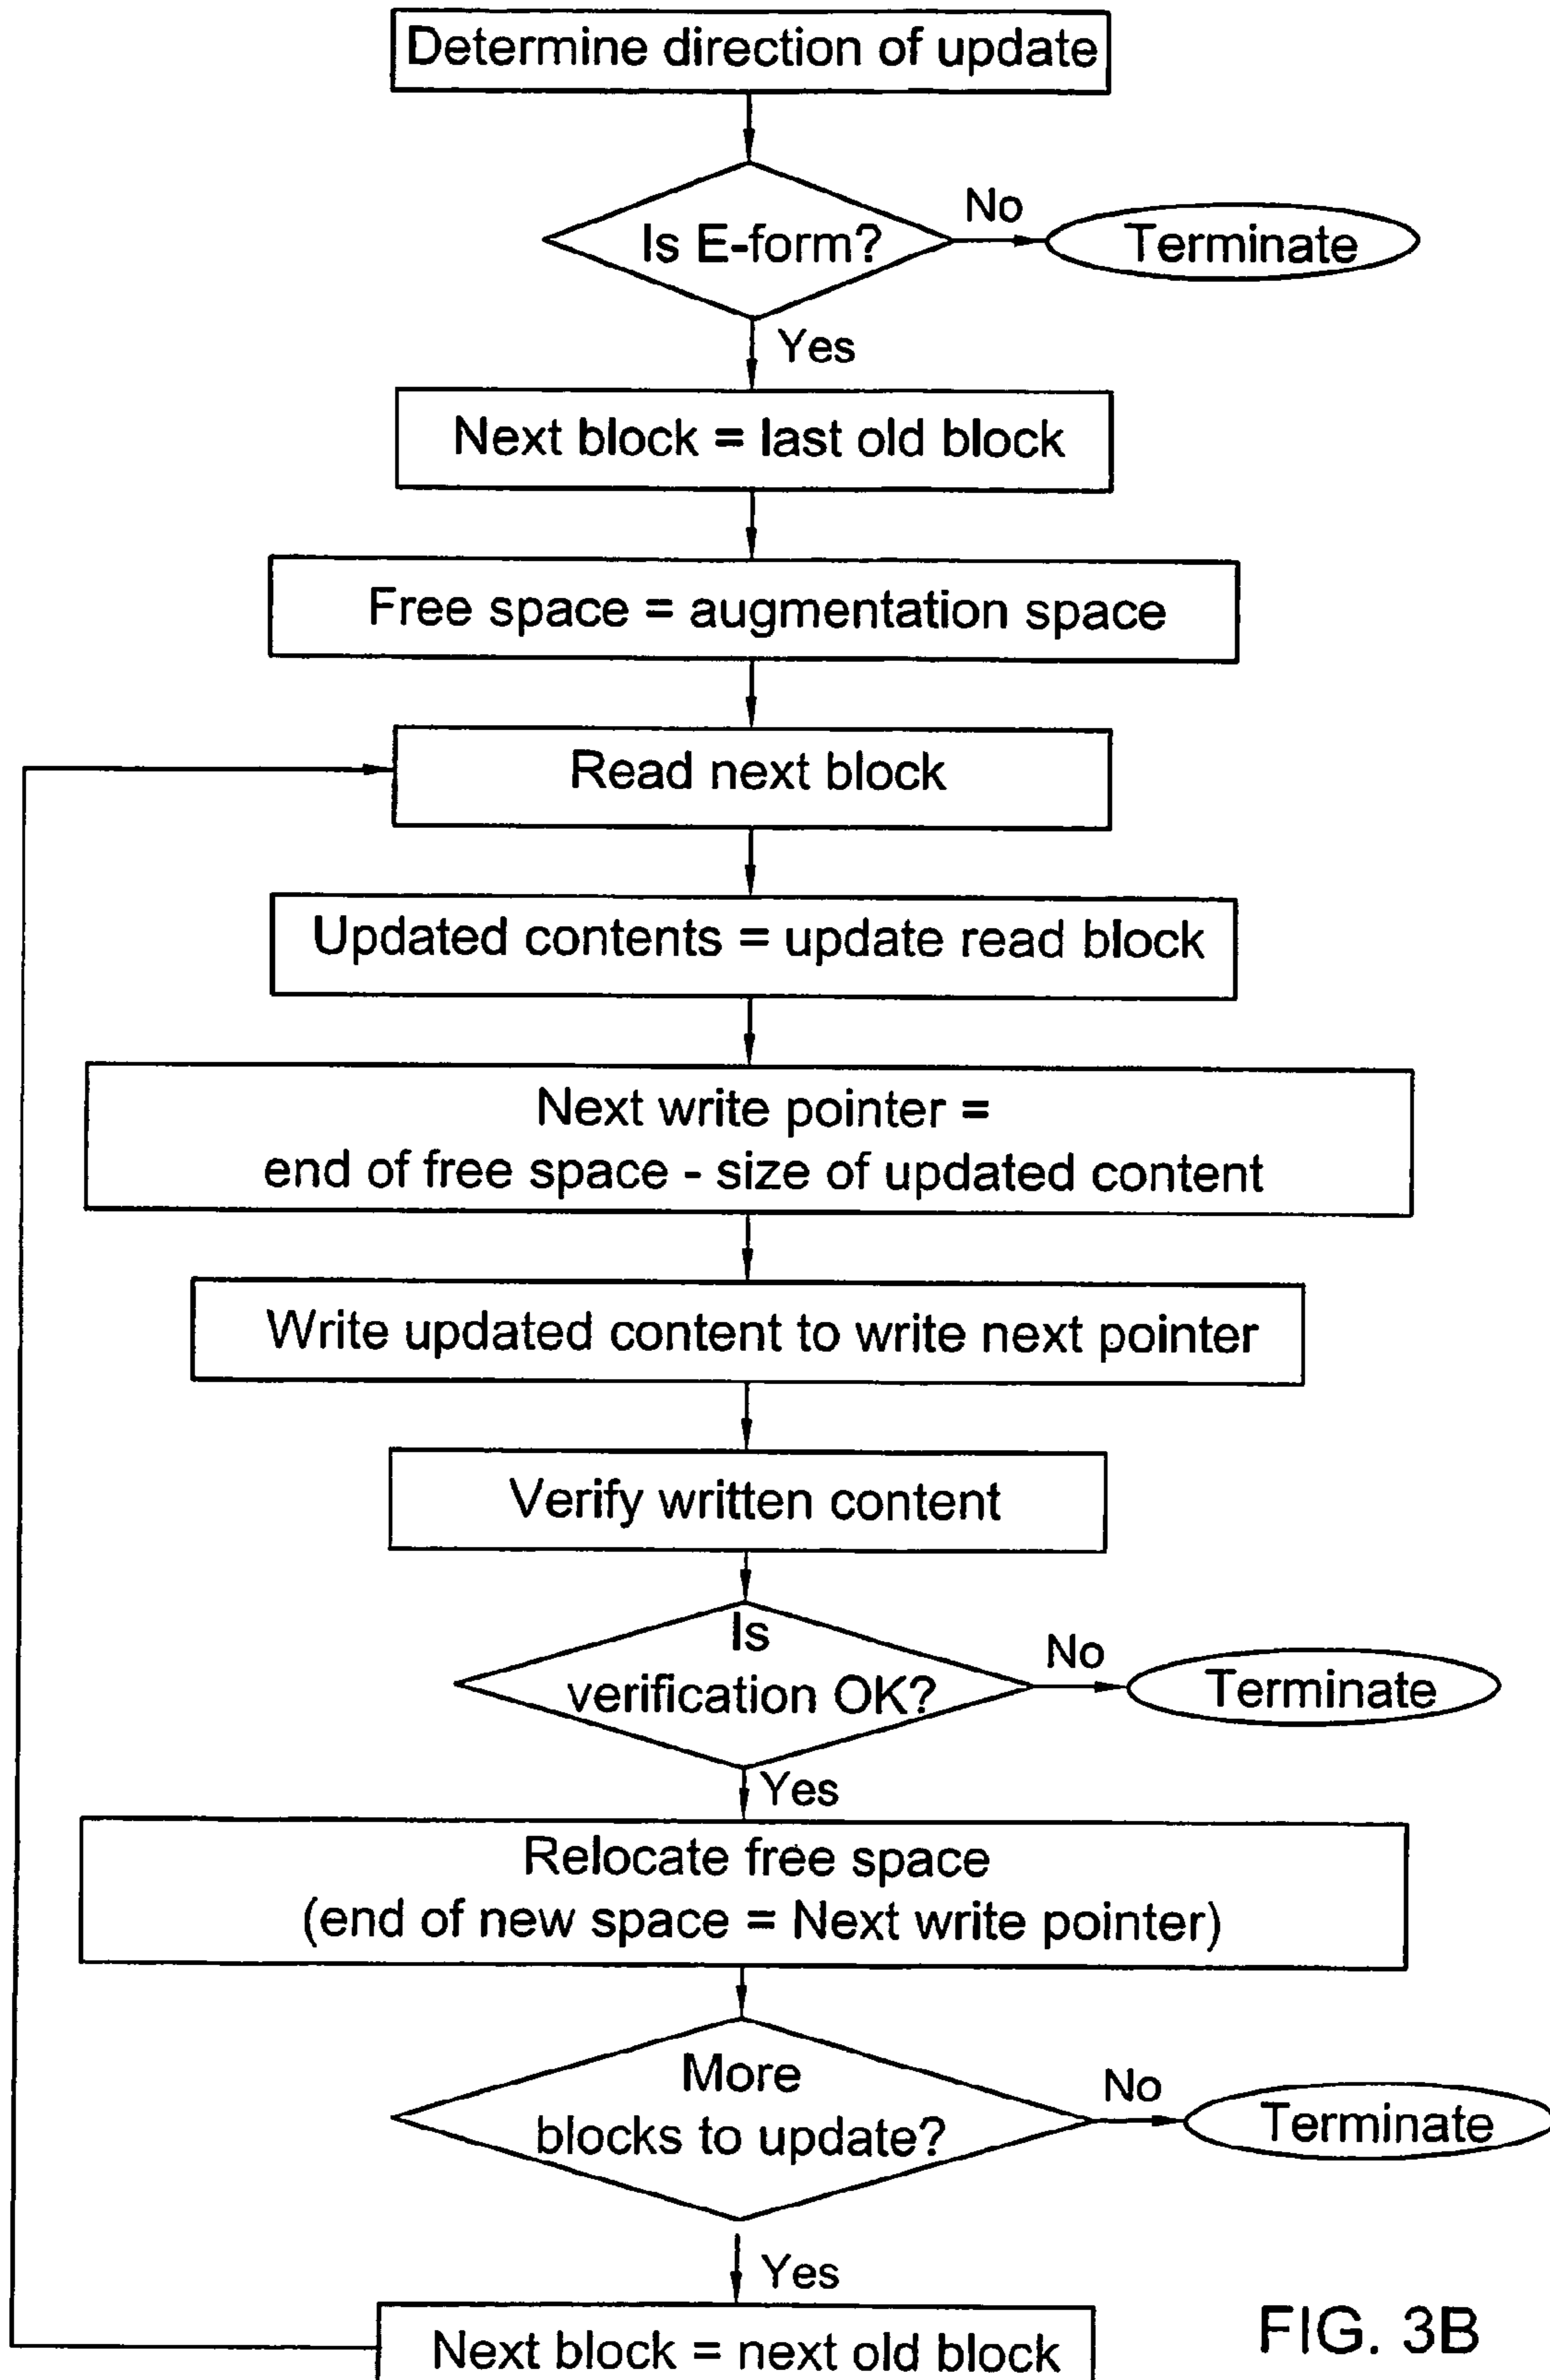 Determine direction of update
Is E-form?
No
Terminate
Yes
Next block = last old block
Free space = augmentation space
Read next block
Updated contents = update read block
Next write pointer =
end of free space - size of updated content
Write updated content to write next pointer
Verify written content
Is
verification OK?
No
Terminate
Yes
Relocate free space
(end of new space = Next write pointer)
More
blocks to update?
No
Terminate
Yes
Next block = next old block
FIG. 3B